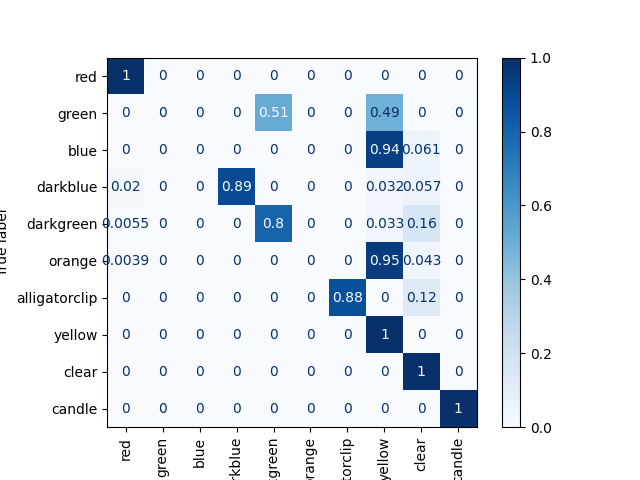 red 1 0 0 0 0 0 0 0 0 0
green 0 0 0 0 0.51 0 0 0.49 0 0
blue 0 0 0 0 0 0 0 0.94 0.061 0
darkblue 0.02 0 0 0.89 0 0 0 0.032 0.057 0
darkgreen 0.0055 0 0 0 0.8 0 0 0.033 0.16 0
orange 0.0039 0 0 0 0 0 0 0.95 0.043 0
alligatorclip 0 0 0 0 0 0 0.88 0 0.12 0
yellow 0 0 0 0 0 0 0 1 0 0
clear 0 0 0 0 0 0 0 0 1 0
candle 0 0 0 0 0 0 0 0 0 1
red
green
blue
rkblue
green
range
torclip
yellow
clear
candle
True label
1.0
0.8
0.6
0.4
0.2
0.0